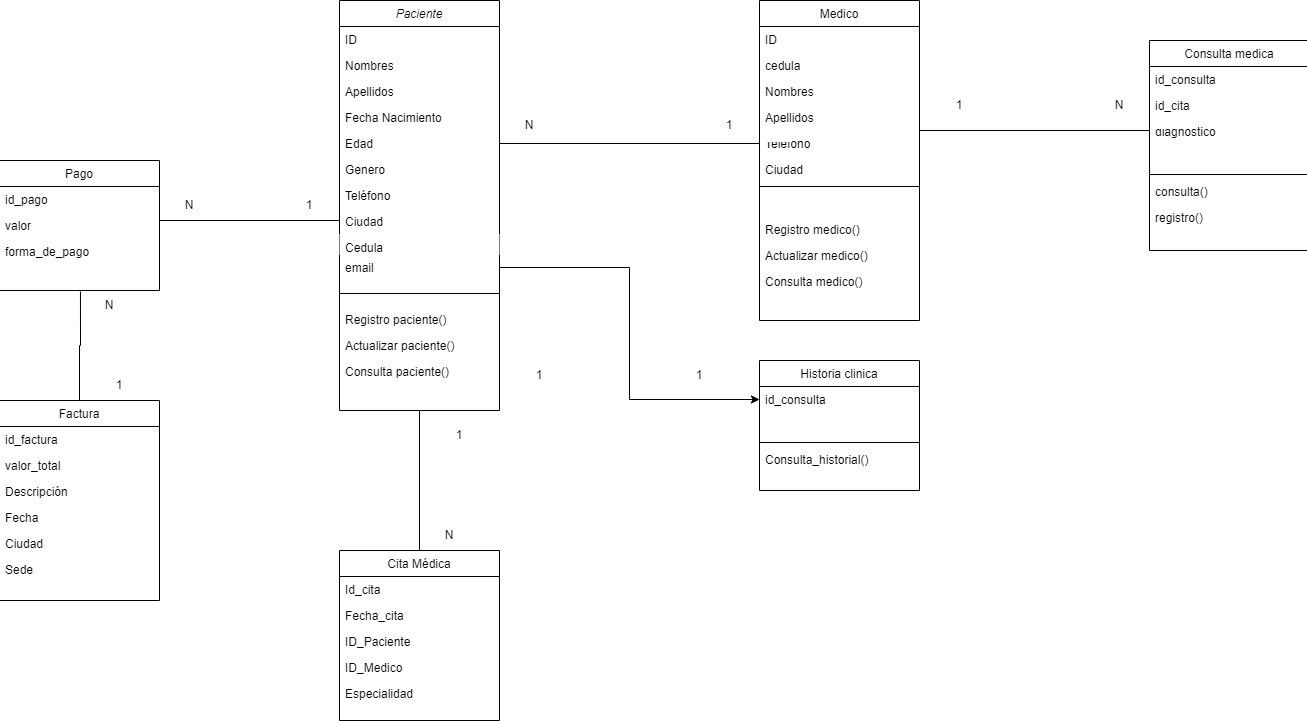 Paciente
ID
Nombres
Apellidos
Fecha Nacimiento
Edad
Genero
Teléfono
Ciudad
Cedula
email
Registro paciente()
Actualizar paciente()
Consulta paciente()
Medico
ID
cedula
Nombres
Apellidos
Telefono
Ciudad
Registro medico()
Actualizar medico()
Consulta medico()
Consulta medica
id_consulta
id_cita
diagnostico
consulta()
registro()
N
1
1
N
Pago
id_pago
valor
forma_de_pago
N
1
N
1
Factura
id_factura
valor_total
Descripción
Fecha
Ciudad
Sede
1
1
Historia clinica
id_consulta
Consulta_historial()
1
N
Cita Médica
Id_cita
Fecha_cita
ID_Paciente
ID_Medico
Especialidad